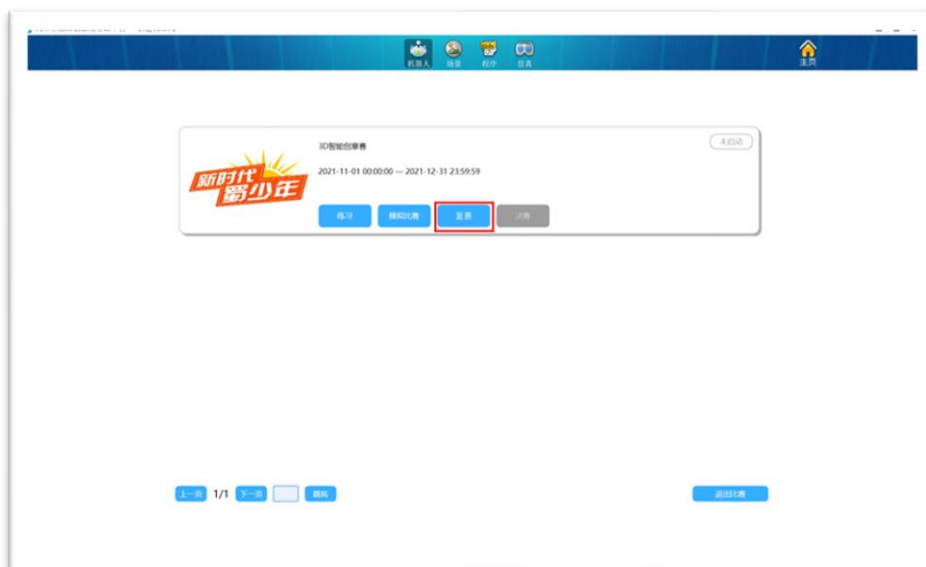 机器人 场景 程序 仿真 主页
3D智能创意赛 未启动
新时代
蜀少年
2021-11-01 00:00:00 — 2021-12-31 23:59:59
练习 模拟比赛 复赛 决赛
上一页 1/1 下一页 跳转 退出比赛